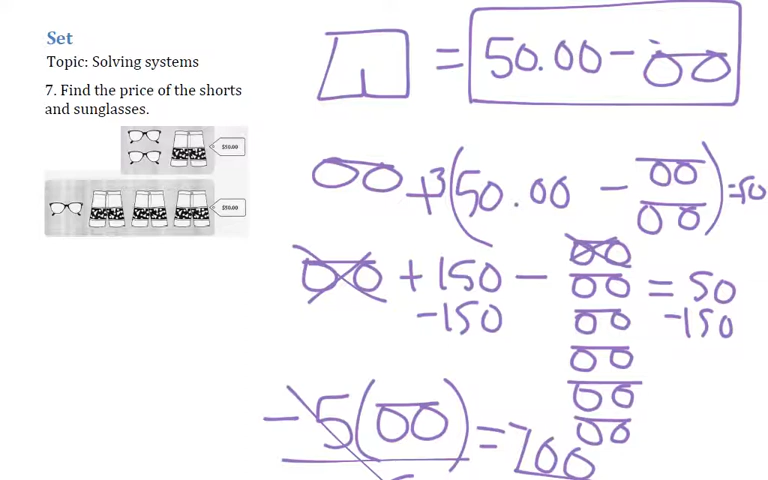 Set
Topic: Solving systems
7. Find the price of the shorts
and sunglasses.
$50.00
$50.00
= 50.00 -
+3(50.00 - ) = 50
+ 150 - = 50
-150 -150
-5( ) = -100